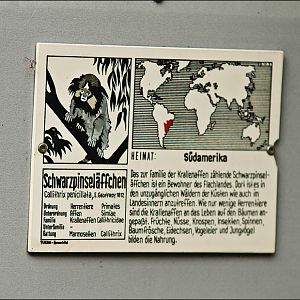 HEIMAT:
Südamerika
Schwarzpinseläffchen
Callithrix penicillata, É. Geoffroy 1812
Ordnung Herrentiere Primates
Unterordnung Affen Simiae
Familie Krallenaffen Callithricidae
Unterfamilie
Gattung Marmosetten Callithrix
Das zur Familie der Krallenaffen zählende Schwarzpinsel-
äffchen ist ein Bewohner des Flachlandes. Dort ist es in
den unzugänglichen Wäldern der Küsten wie auch im
Landesinnern anzutreffen. Wie nur wenige Herrentiere
sind die Krallenaffen an das Leben auf den Bäumen an-
gepaßt. Früchte, Nüsse, Knospen, Insekten, Spinnen,
Baumfrösche, Eidechsen, Vogeleier und Jungvögel
bilden die Nahrung.